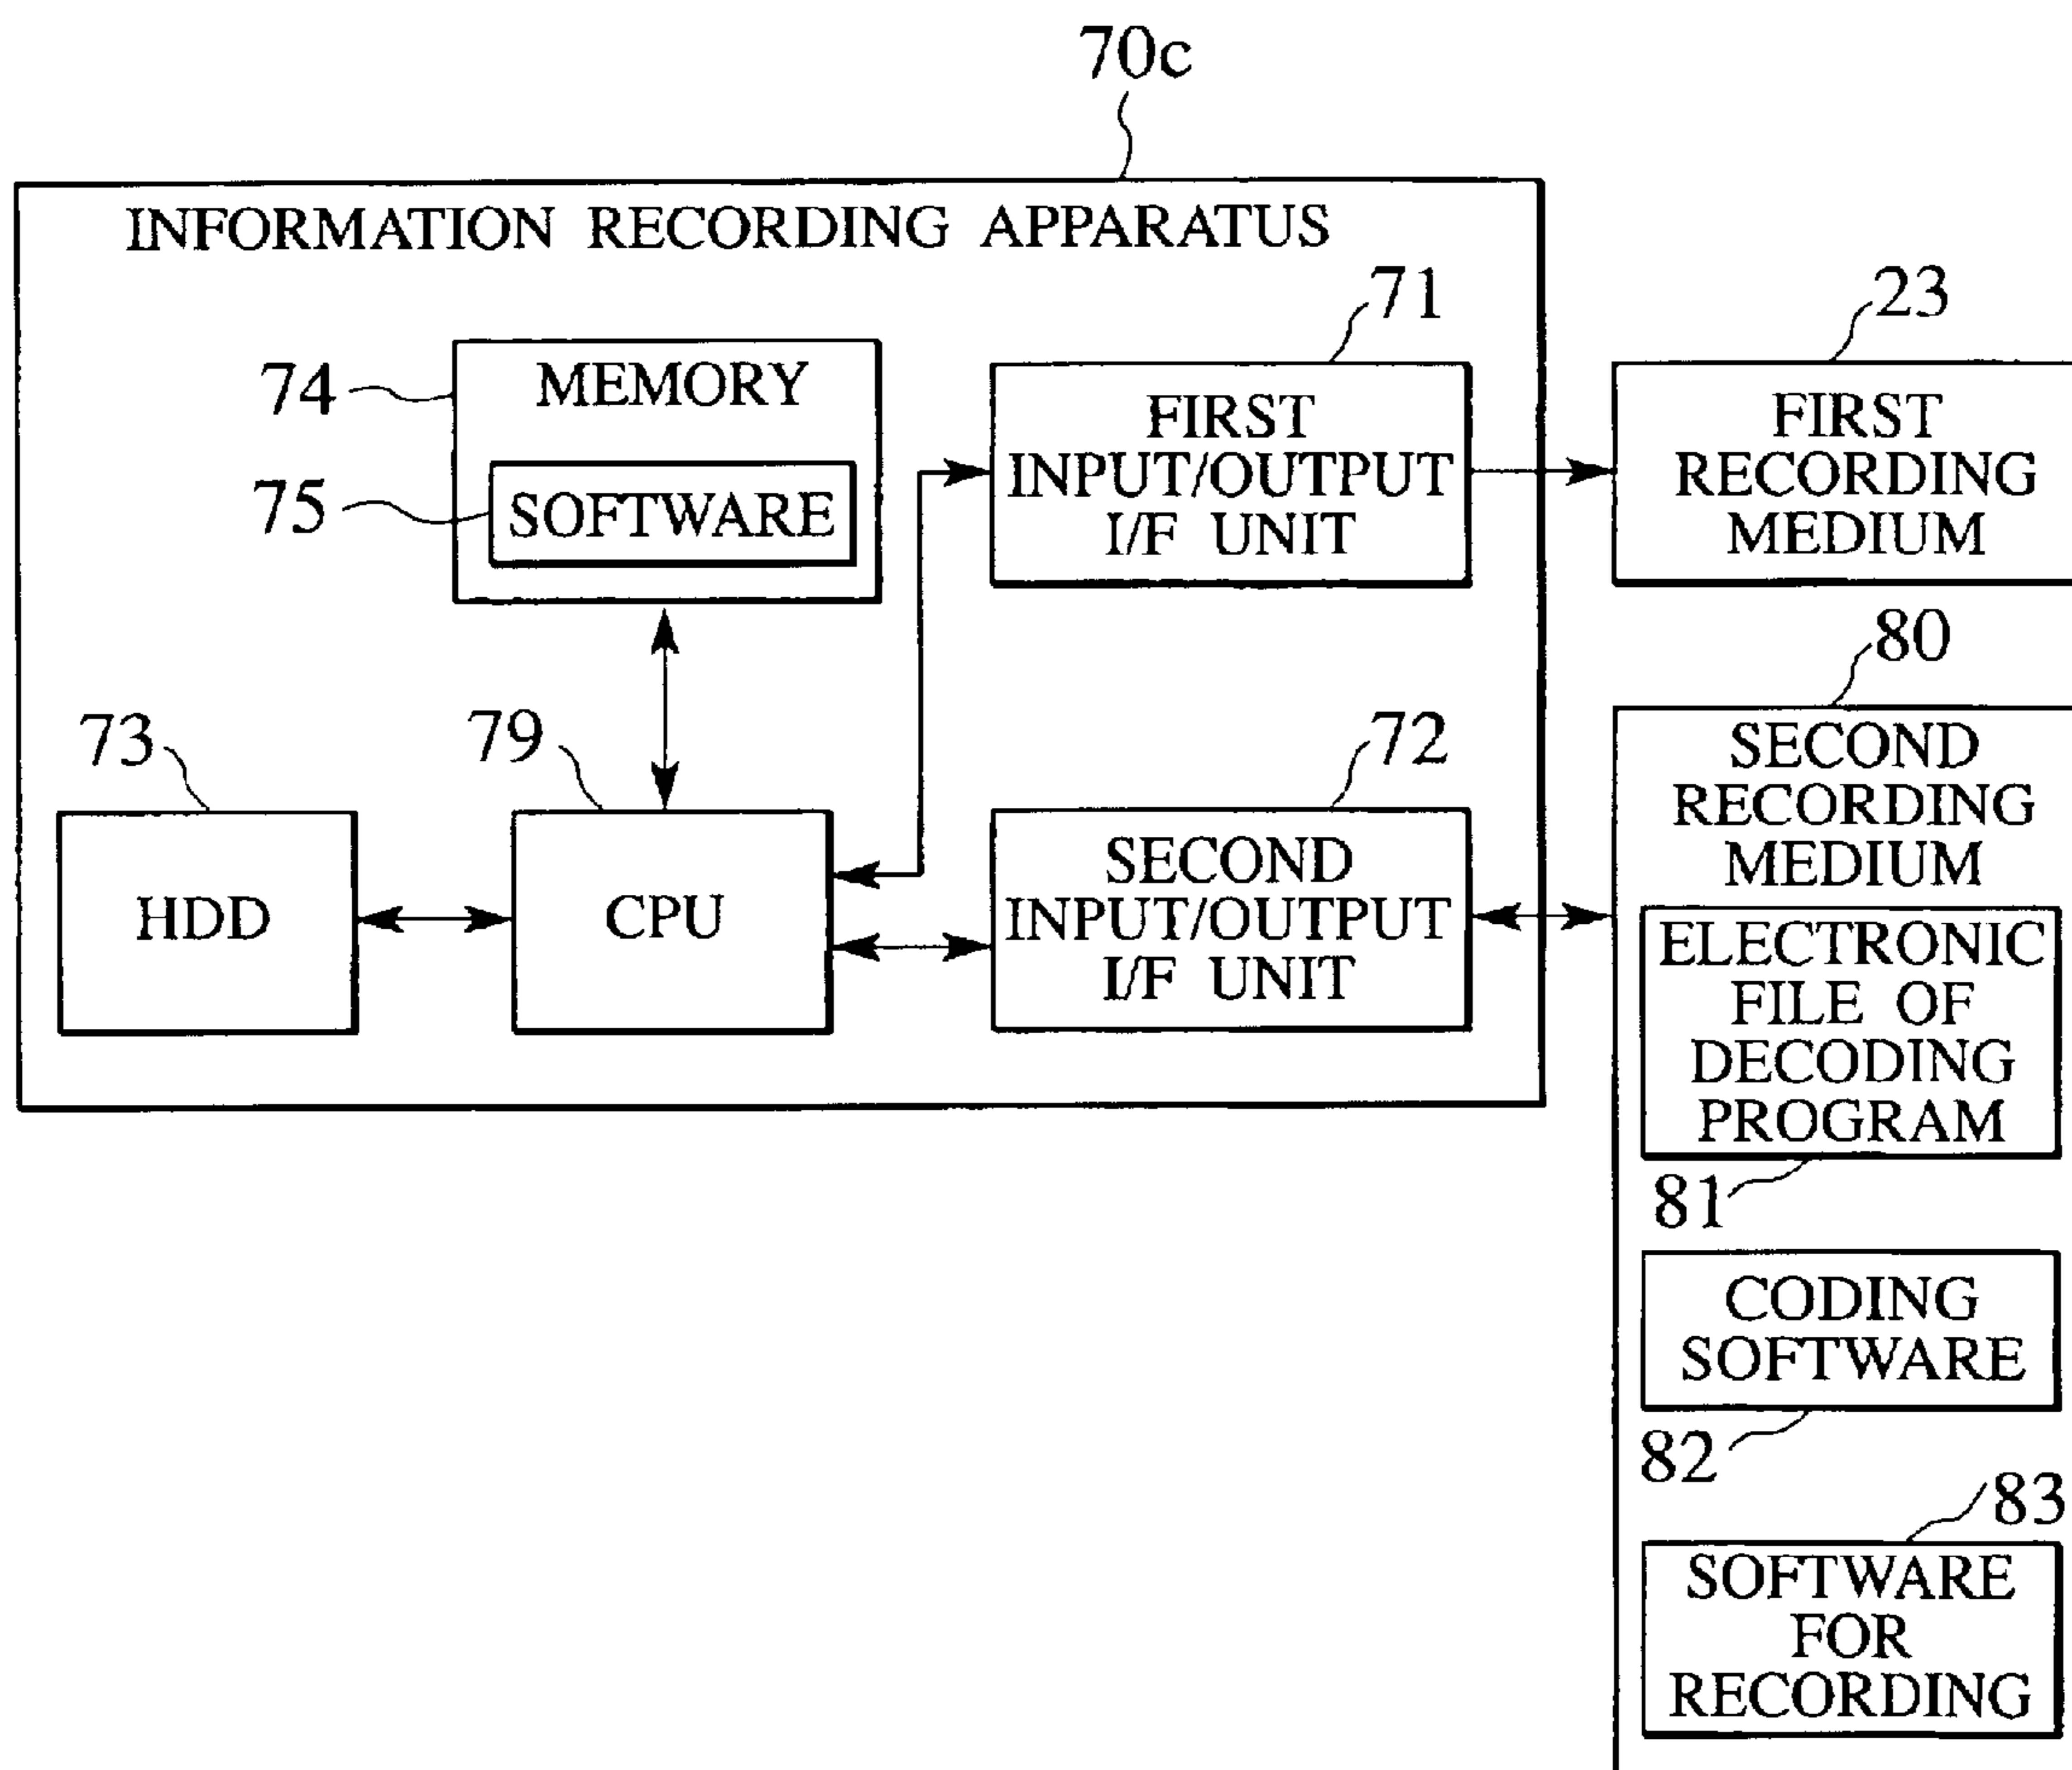 70c
INFORMATION RECORDING APPARATUS
74
MEMORY
75
SOFTWARE
71
FIRST
INPUT/OUTPUT
I/F UNIT
23
FIRST
RECORDING
MEDIUM
73
HDD
79
CPU
72
SECOND
INPUT/OUTPUT
I/F UNIT
80
SECOND
RECORDING
MEDIUM
ELECTRONIC
FILE OF
DECODING
PROGRAM
81
CODING
SOFTWARE
82
83
SOFTWARE
FOR
RECORDING